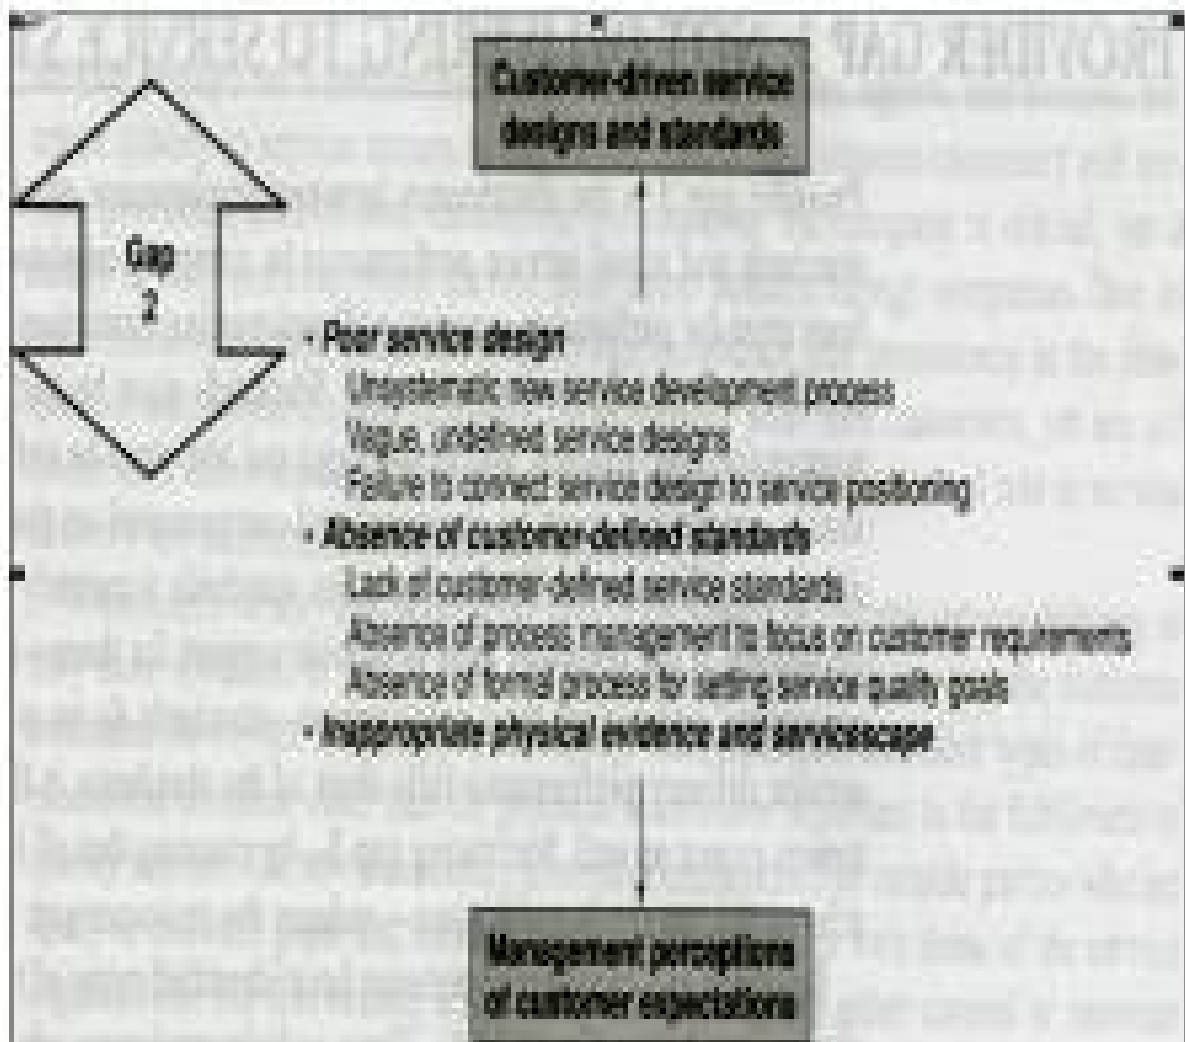 Customer-driven service
designs and standards
Gap
2
• Poor service design
Unsystematic new service development process
Vague, undefined service designs
Failure to connect service design to service positioning
• Absence of customer-defined standards
Lack of customer-defined service standards
Absence of process management to focus on customer requirements
Absence of formal process for setting service quality goals
• Inappropriate physical evidence and servicescape
Management perceptions
of customer expectations